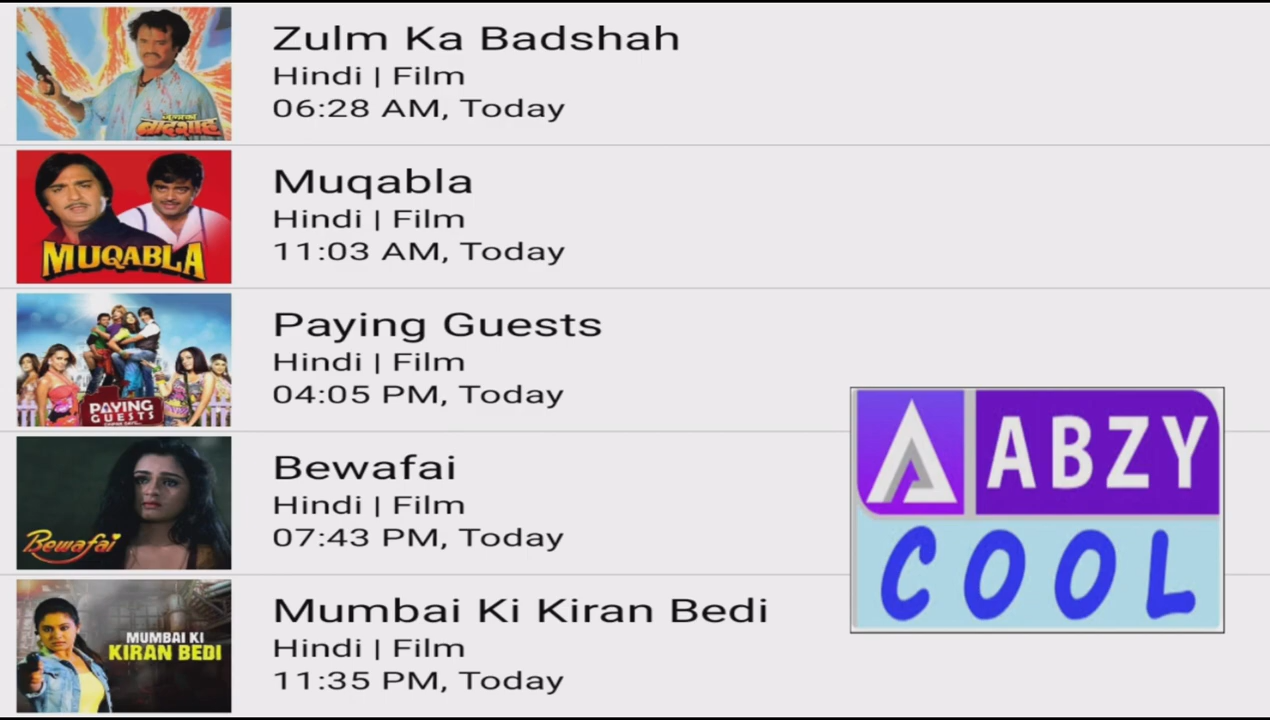 Zulm Ka Badshah
Hindi | Film
06:28 AM, Today
बादशाह
Muqabla
Hindi | Film
11:03 AM, Today
MUQABLA
Paying Guests
Hindi | Film
04:05 PM, Today
PAYING
GUESTS
Bewafai
Hindi | Film
07:43 PM, Today
Bewafai
Mumbai Ki Kiran Bedi
Hindi | Film
11:35 PM, Today
MUMBAI KI
KIRAN BEDI
ABZY
COOL